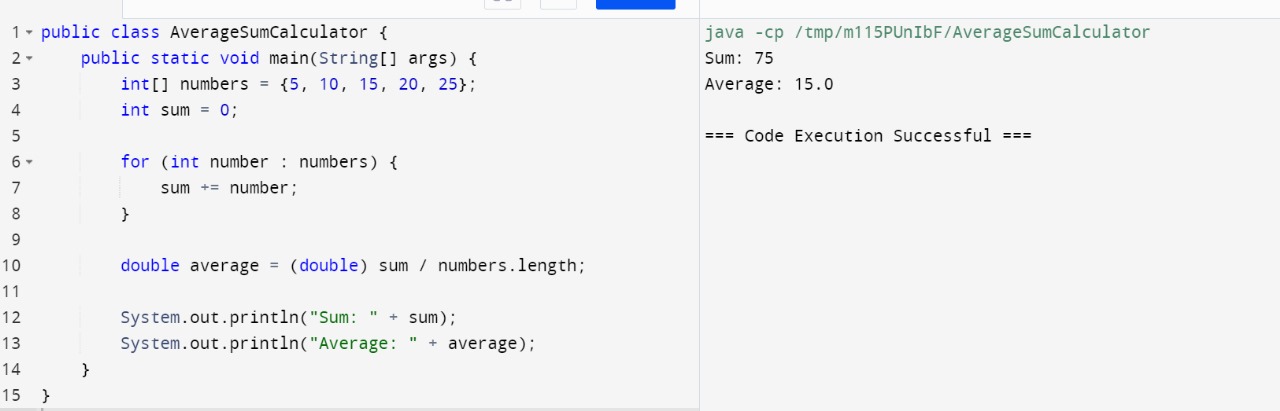 1 public class AverageSumCalculator {
2 public static void main(String[] args) {
3 int[] numbers = {5, 10, 15, 20, 25};
4 int sum = 0;
5
6 for (int number : numbers) {
7 sum += number;
8 }
9
10 double average = (double) sum / numbers.length;
11
12 System.out.println("Sum: " + sum);
13 System.out.println("Average: " + average);
14 }
15 }
java -cp /tmp/m115PUnIbF/AverageSumCalculator
Sum: 75
Average: 15.0
=== Code Execution Successful ===